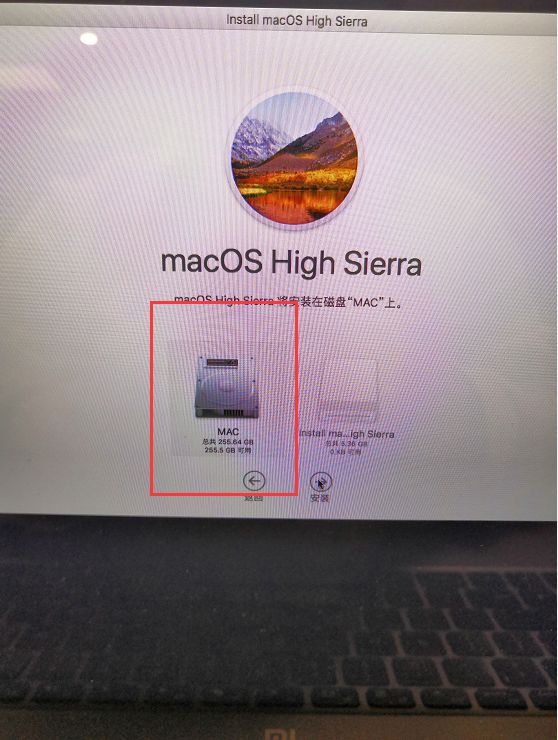 Install macOS High Sierra
macOS High Sierra
macOS High Sierra 将安装在磁盘“MAC”上。
MAC
总共 255.64 GB
255.5 GB 可用
Install ma...igh Sierra
总共 5.36 GB
0 KB 可用
返回
安装